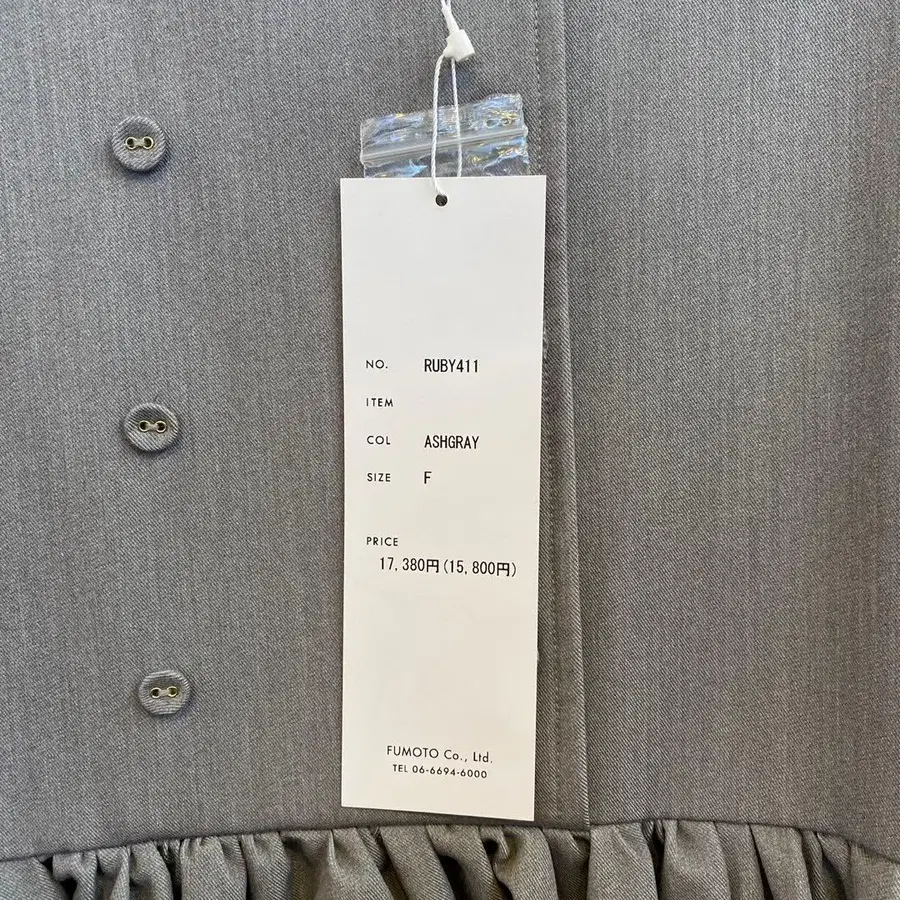 NO. RUBY411
ITEM
COL ASHGRAY
SIZE F
PRICE
17,380円(15,800円)
FUMOTO Co., Ltd.
TEL 06-6694-6000